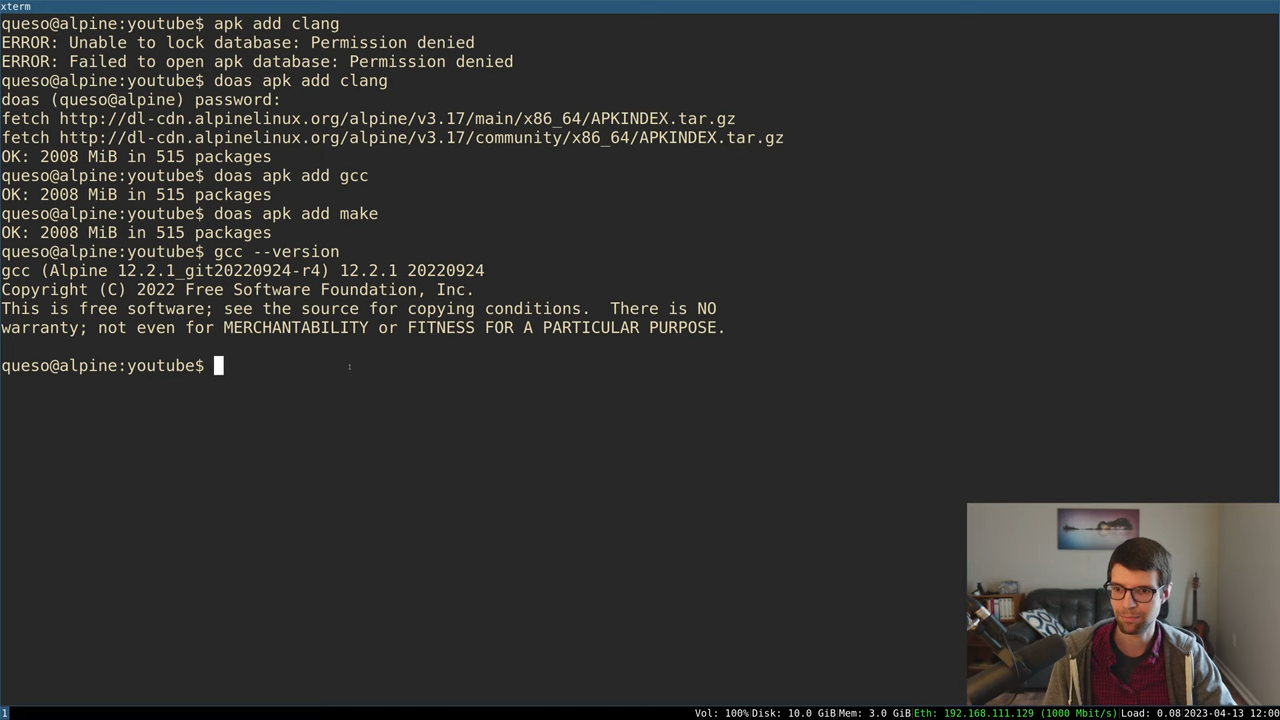 xterm
queso@alpine:youtube$ apk add clang
ERROR: Unable to lock database: Permission denied
ERROR: Failed to open apk database: Permission denied
queso@alpine:youtube$ doas apk add clang
doas (queso@alpine) password:
fetch http://dl-cdn.alpinelinux.org/alpine/v3.17/main/x86_64/APKINDEX.tar.gz
fetch http://dl-cdn.alpinelinux.org/alpine/v3.17/community/x86_64/APKINDEX.tar.gz
OK: 2008 MiB in 515 packages
queso@alpine:youtube$ doas apk add gcc
OK: 2008 MiB in 515 packages
queso@alpine:youtube$ doas apk add make
OK: 2008 MiB in 515 packages
queso@alpine:youtube$ gcc --version
gcc (Alpine 12.2.1_git20220924-r4) 12.2.1 20220924
Copyright (C) 2022 Free Software Foundation, Inc.
This is free software; see the source for copying conditions.  There is NO
warranty; not even for MERCHANTABILITY or FITNESS FOR A PARTICULAR PURPOSE.
queso@alpine:youtube$
1 Vol: 100% Disk: 10.0 GiB Mem: 3.0 GiB Eth: 192.168.111.129 (1000 Mbit/s) Load: 0.08 2023-04-13 12:00